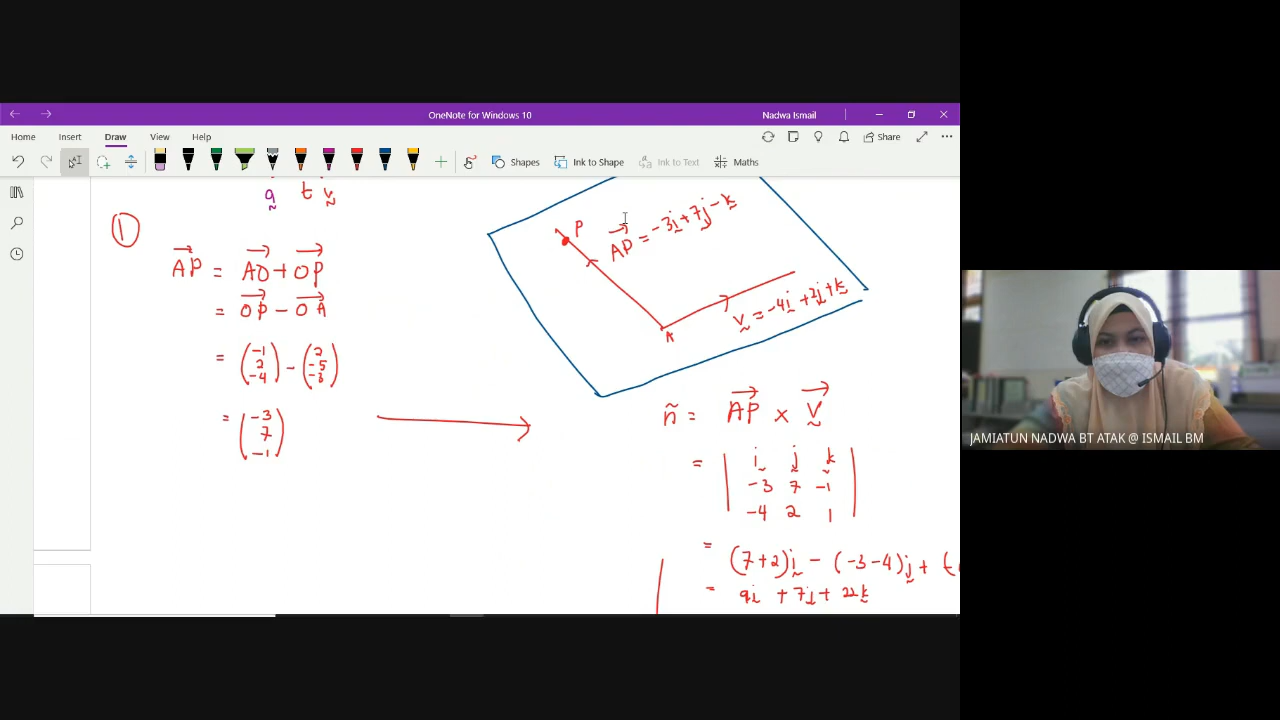 OneNote for Windows 10
Nadwa Ismail
Home Insert Draw View Help
Share
Shapes Ink to Shape Ink to Text Maths
a t v
1
AP = AO + OP
= OP - OA
= (-1 2 -4) - (2 -5 -3)
= (-3 7 -1)
P
AP = -3i + 7j - k
A
v = -4i + 2j + k
n = AP × v
= | i j k |
-3 7 -1
-4 2 1
= (7+2)i - (-3-4)j +
= 9i + 7j + 22k
JAMIATUN NADWA BT ATAK @ ISMAIL BM